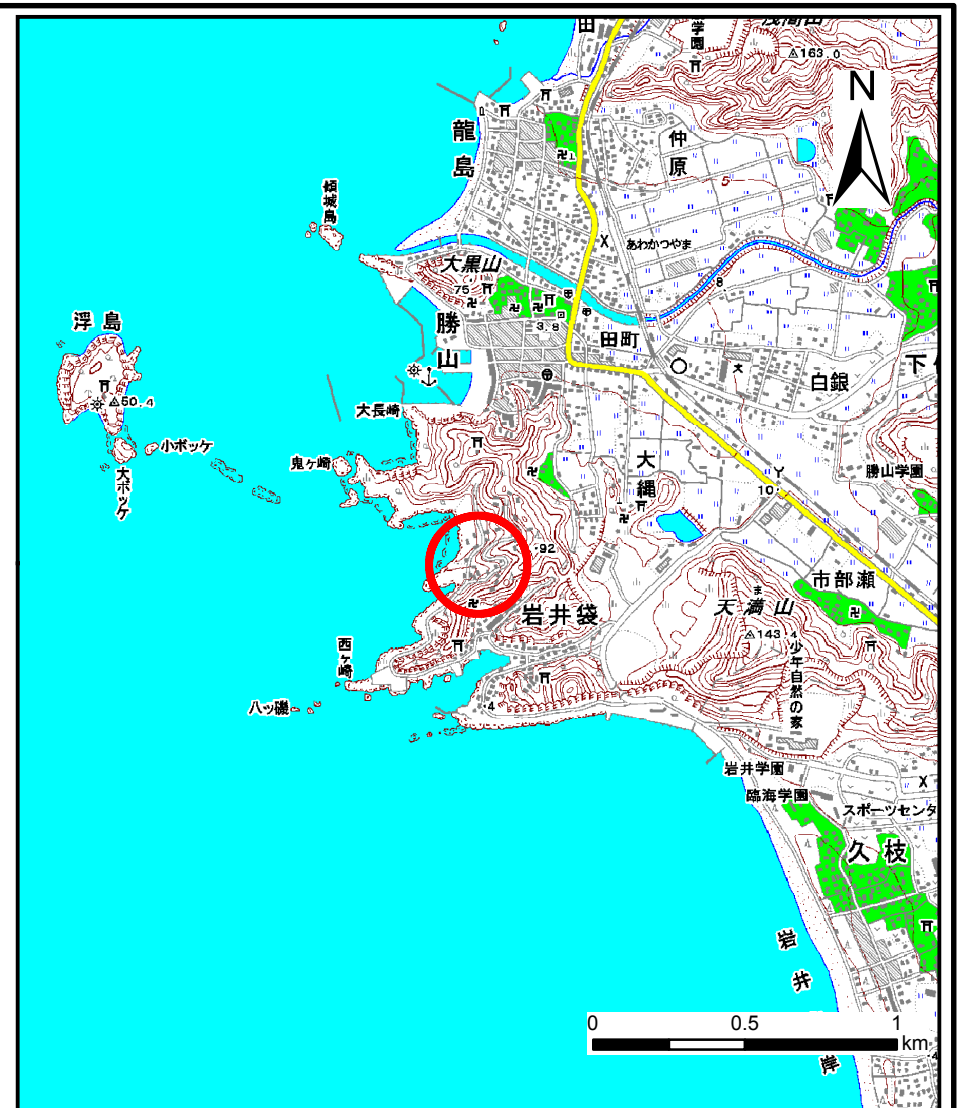 田
学園
163.0
N
龍島
仲原
5
頼城島
あわかつやま
大黒山
75
8
浮島
勝山
3.8
田町
白銀
下
50.4
大長崎
小ボッケ
大ボッケ
鬼ヶ崎
大縄
勝山学園
10
92
市部瀬
岩井袋
天満山
ま
143.4
少年自然の家
西ヶ崎
八ッ磯
4
岩井学園
臨海学園
スポーツセンタ
久枝
岩井
岸
0 0.5 1
km